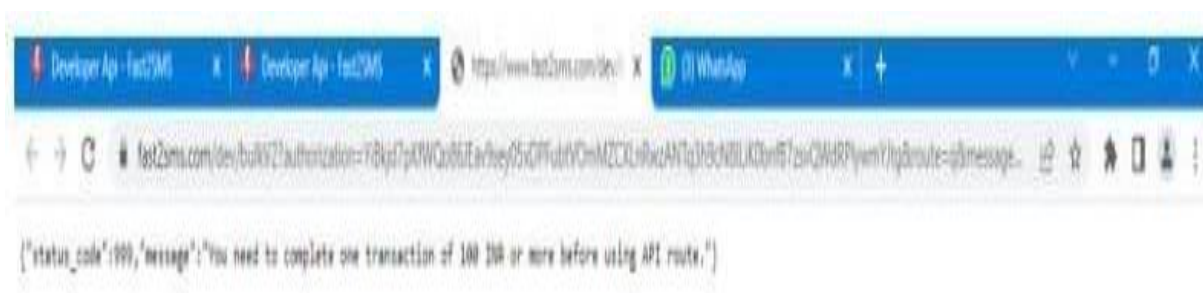 Developer Api - Fast2SMS x Developer Api - Fast2SMS x https://www.fast2sms.com/dev/ x (3) WhatsApp x +
fast2sms.com/dev/bulkV2?authorization=
{"status_code":999,"message":"You need to complete one transaction of 100 INR or more before using API route."}